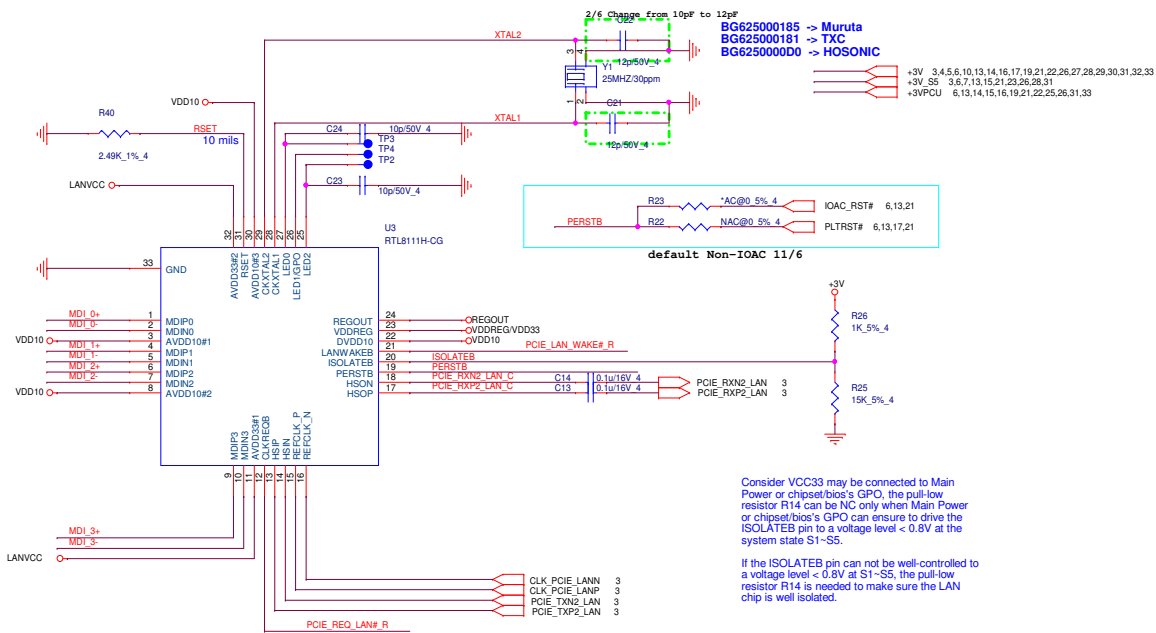 2/6 Change from 10pF to 12pF
BG625000185 -> Muruta
BG625000181 -> TXC
BG6250000D0 -> HOSONIC
C22
12p/50V_4
XTAL2
3
4
Y1
25MHZ/30ppm
1
2
C21
12p/50V_4
XTAL1
+3V 3,4,5,6,10,13,14,16,17,19,21,22,26,27,28,29,30,31,32,33
+3V_S5 3,6,7,13,15,21,23,26,28,31
+3VPCU 6,13,14,15,16,19,21,22,25,26,31,33
VDD10
R40
RSET
10 mils
2.49K_1%_4
C24
10p/50V_4
TP3
TP4
TP2
LANVCC
C23
10p/50V_4
R23
*AC@0_5%_4
IOAC_RST# 6,13,21
PERSTB
R22
NAC@0_5%_4
PLTRST# 6,13,17,21
default Non-IOAC 11/6
U3
RTL8111H-CG
32
31
30
29
28
27
26
25
AVDD33#2
RSET
AVDD10#3
CKXTAL2
CKXTAL1
LED0
LED1/GPO
LED2
33
GND
MDI_0+
1
MDIP0
MDI_0-
2
MDIN0
VDD10
3
AVDD10#1
MDI_1+
4
MDIP1
MDI_1-
5
MDIN1
MDI_2+
6
MDIP2
MDI_2-
7
MDIN2
VDD10
8
AVDD10#2
REGOUT
24
REGOUT
VDDREG
23
VDDREG/VDD33
DVDD10
22
VDD10
LANWAKEB
21
PCIE_LAN_WAKE#_R
ISOLATEB
20
ISOLATEB
PERSTB
19
PERSTB
HSON
18
PCIE_RXN2_LAN_C
C14
0.1u/16V_4
PCIE_RXN2_LAN 3
HSOP
17
PCIE_RXP2_LAN_C
C13
0.1u/16V_4
PCIE_RXP2_LAN 3
+3V
R26
1K_5%_4
R25
15K_5%_4
MDIP3
MDIN3
AVDD33#1
CLKREQB
HSIP
HSIN
REFCLK_P
REFCLK_N
9
10
11
12
13
14
15
16
MDI_3+
MDI_3-
LANVCC
CLK_PCIE_LANN 3
CLK_PCIE_LANP 3
PCIE_TXN2_LAN 3
PCIE_TXP2_LAN 3
PCIE_REQ_LAN#_R
Consider VCC33 may be connected to Main
Power or chipset/bios's GPO, the pull-low
resistor R14 can be NC only when Main Power
or chipset/bios's GPO can ensure to drive the
ISOLATEB pin to a voltage level < 0.8V at the
system state S1~S5.
If the ISOLATEB pin can not be well-controlled to
a voltage level < 0.8V at S1~S5, the pull-low
resistor R14 is needed to make sure the LAN
chip is well isolated.